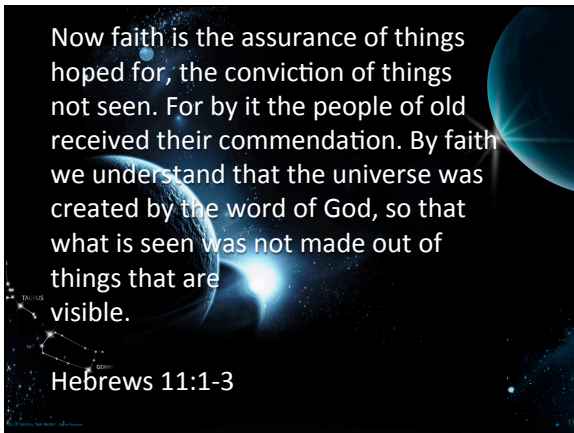 Now faith is the assurance of things
hoped for, the conviction of things
not seen. For by it the people of old
received their commendation. By faith
we understand that the universe was
created by the word of God, so that
what is seen was not made out of
things that are
TAURUS
visible.
GEMINI
Hebrews 11:1-3